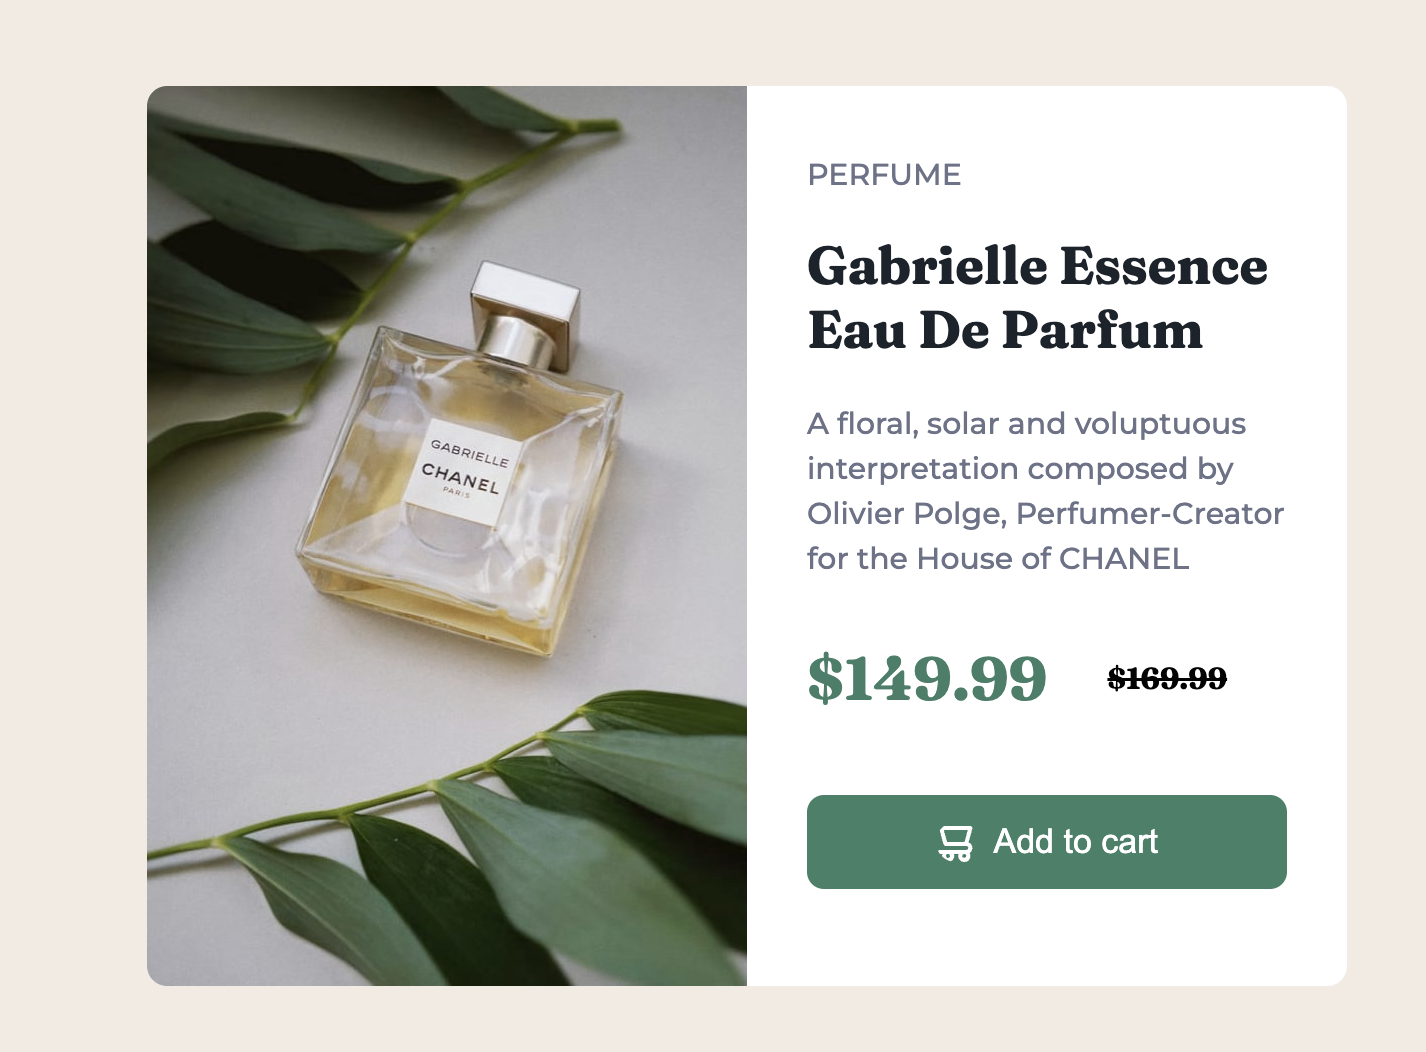 GABRIELLE
CHANEL
PARIS
PERFUME
Gabrielle Essence
Eau De Parfum
A floral, solar and voluptuous
interpretation composed by
Olivier Polge, Perfumer-Creator
for the House of CHANEL
$149.99 $169.99
Add to cart